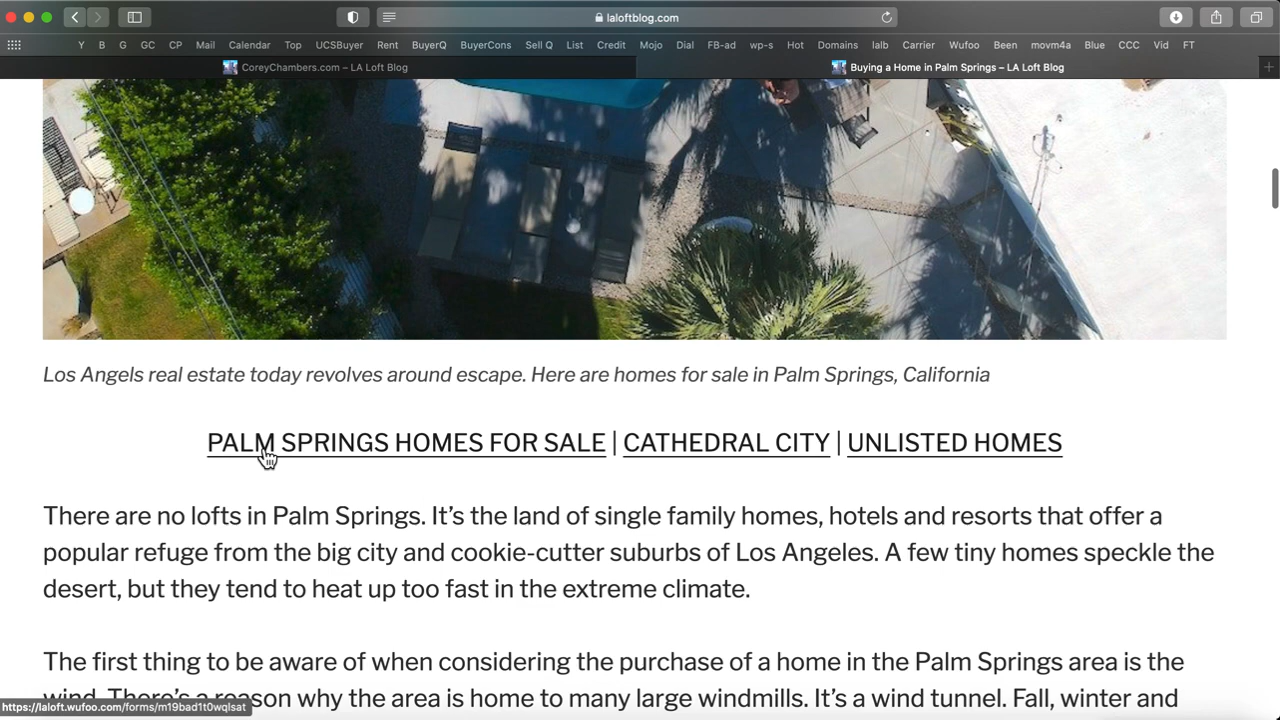 laloftblog.com
Y B G GC CP Mail Calendar Top UCSBuyer Rent BuyerQ BuyerCons Sell Q List Credit Mojo Dial FB-ad wp-s Hot Domains lalb Carrier Wufoo Been movm4a Blue CCC Vid FT
CoreyChambers.com – LA Loft Blog
Buying a Home in Palm Springs – LA Loft Blog
Los Angels real estate today revolves around escape. Here are homes for sale in Palm Springs, California
PALM SPRINGS HOMES FOR SALE | CATHEDRAL CITY | UNLISTED HOMES
There are no lofts in Palm Springs. It’s the land of single family homes, hotels and resorts that offer a
popular refuge from the big city and cookie-cutter suburbs of Los Angeles. A few tiny homes speckle the
desert, but they tend to heat up too fast in the extreme climate.
The first thing to be aware of when considering the purchase of a home in the Palm Springs area is the
wind. There’s a reason why the area is home to many large windmills. It’s a wind tunnel. Fall, winter and
https://laloft.wufoo.com/forms/m19bad1t0wqlsat